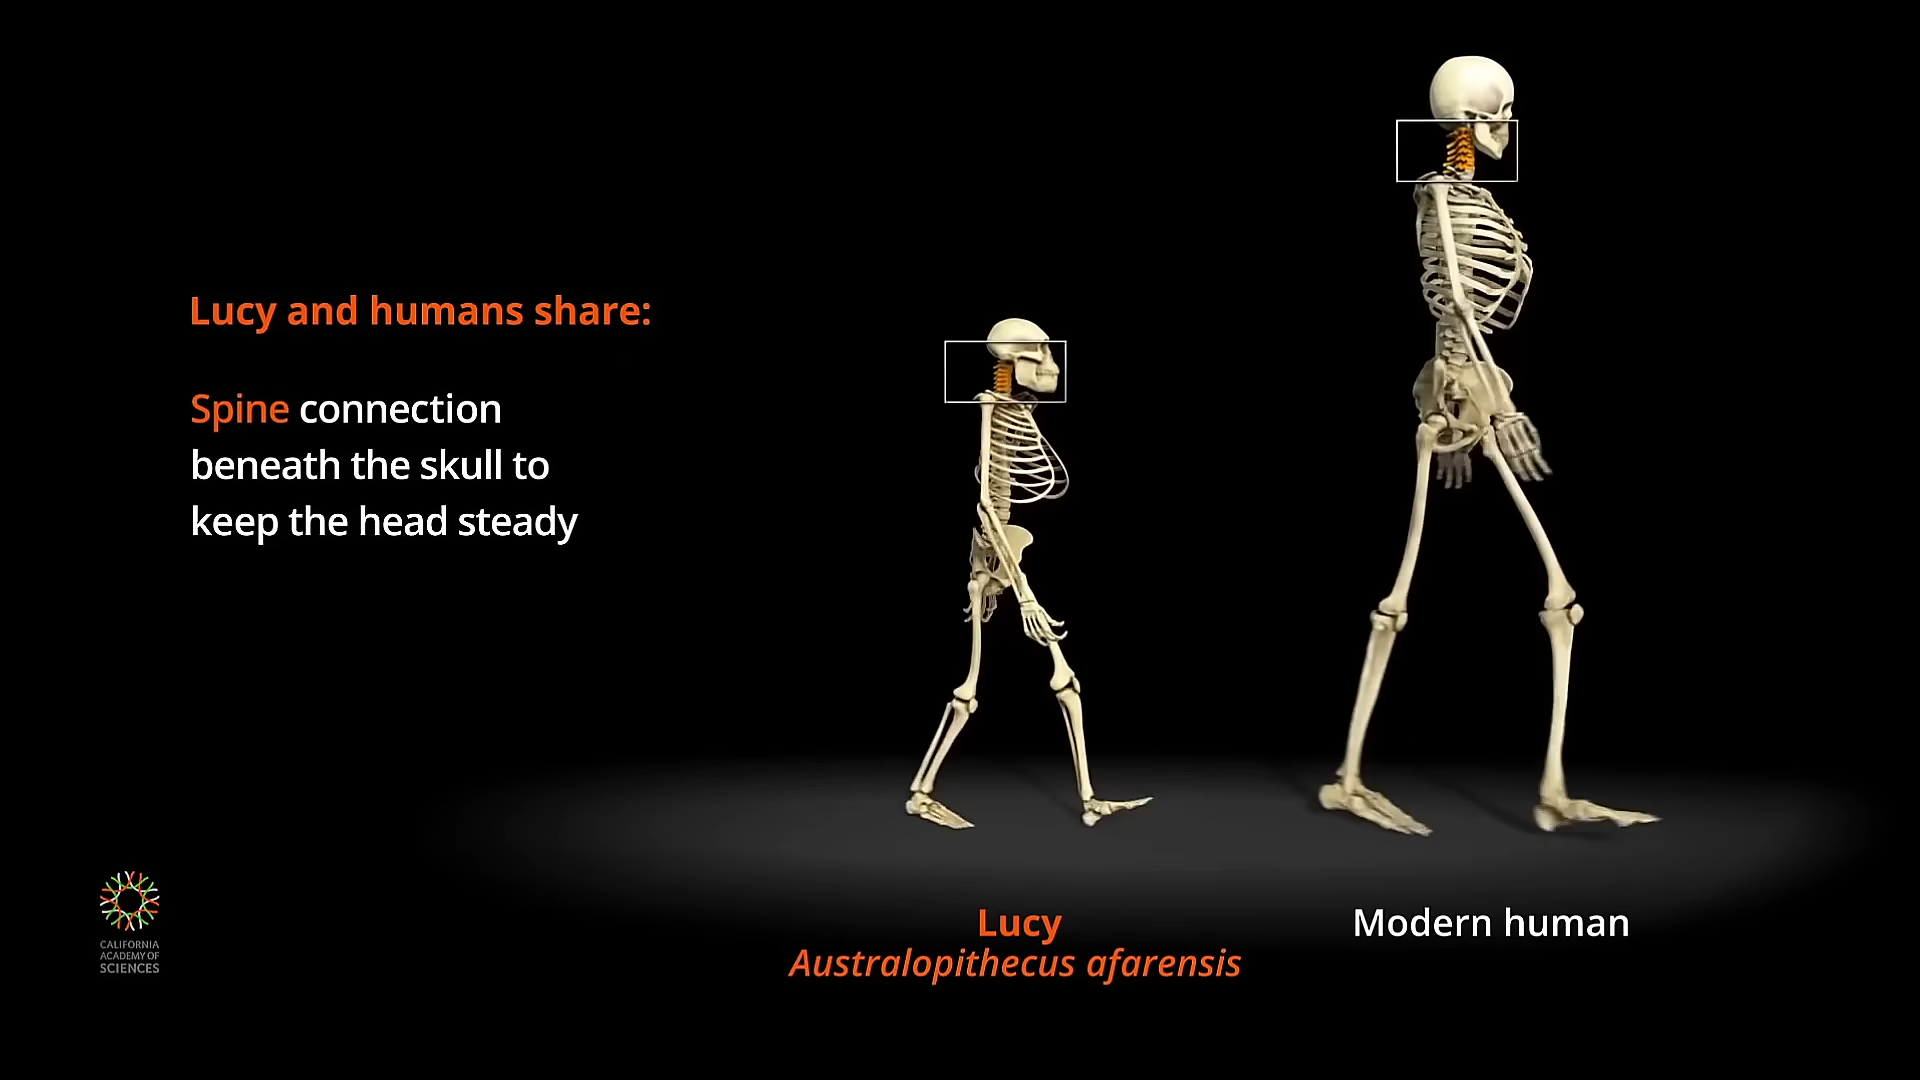 Lucy and humans share:
Spine connection
beneath the skull to
keep the head steady
Lucy
Australopithecus afarensis
Modern human
CALIFORNIA
ACADEMY OF
SCIENCES